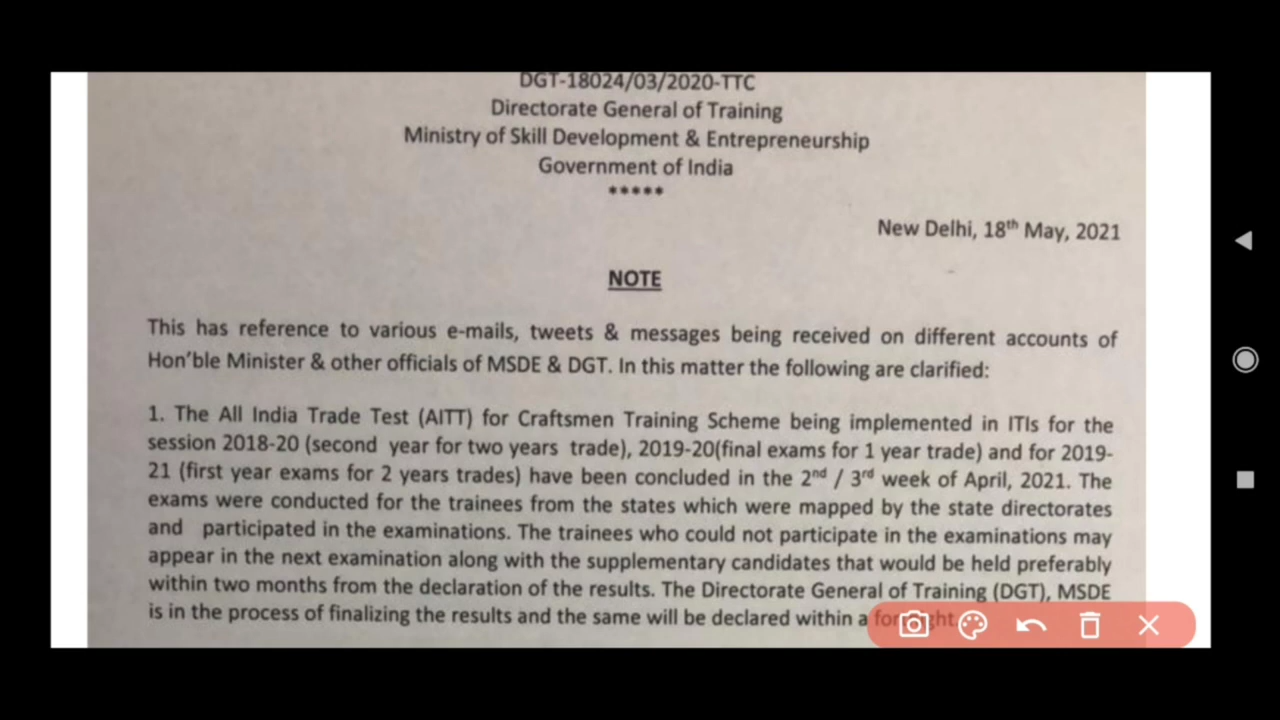 DGT-18024/03/2020-TTC
Directorate General of Training
Ministry of Skill Development & Entrepreneurship
Government of India
*****
New Delhi, 18th May, 2021
NOTE
This has reference to various e-mails, tweets & messages being received on different accounts of
Hon'ble Minister & other officials of MSDE & DGT. In this matter the following are clarified:
1. The All India Trade Test (AITT) for Craftsmen Training Scheme being implemented in ITIs for the
session 2018-20 (second year for two years trade), 2019-20(final exams for 1 year trade) and for 2019-
21 (first year exams for 2 years trades) have been concluded in the 2nd / 3rd week of April, 2021. The
exams were conducted for the trainees from the states which were mapped by the state directorates
and participated in the examinations. The trainees who could not participate in the examinations may
appear in the next examination along with the supplementary candidates that would be held preferably
within two months from the declaration of the results. The Directorate General of Training (DGT), MSDE
is in the process of finalizing the results and the same will be declared within a